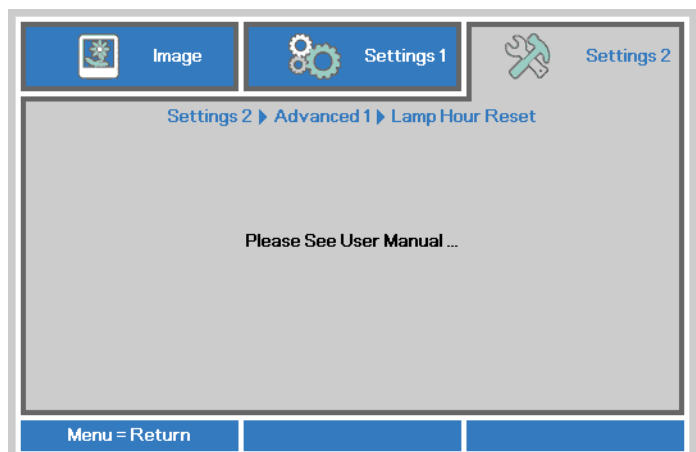 Image
Settings 1
Settings 2
Settings 2 ▶ Advanced 1 ▶ Lamp Hour Reset
Please See User Manual ...
Menu = Return